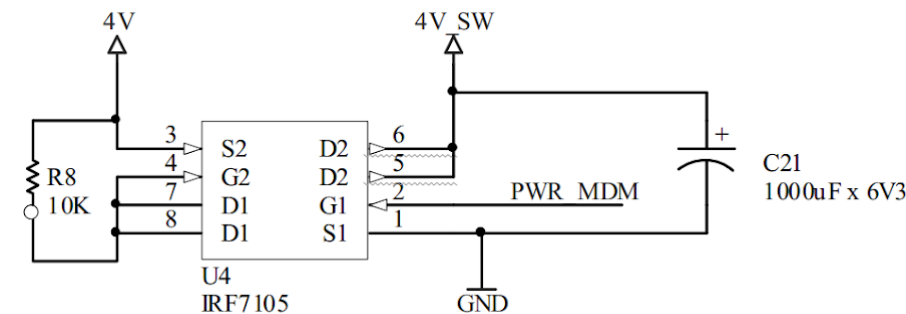 4V
4V_SW
3
S2
D2
6
4
G2
D2
5
7
D1
G1
2
PWR_MDM
8
D1
S1
1
R8
10K
+
C21
1000uF x 6V3
U4
IRF7105
GND